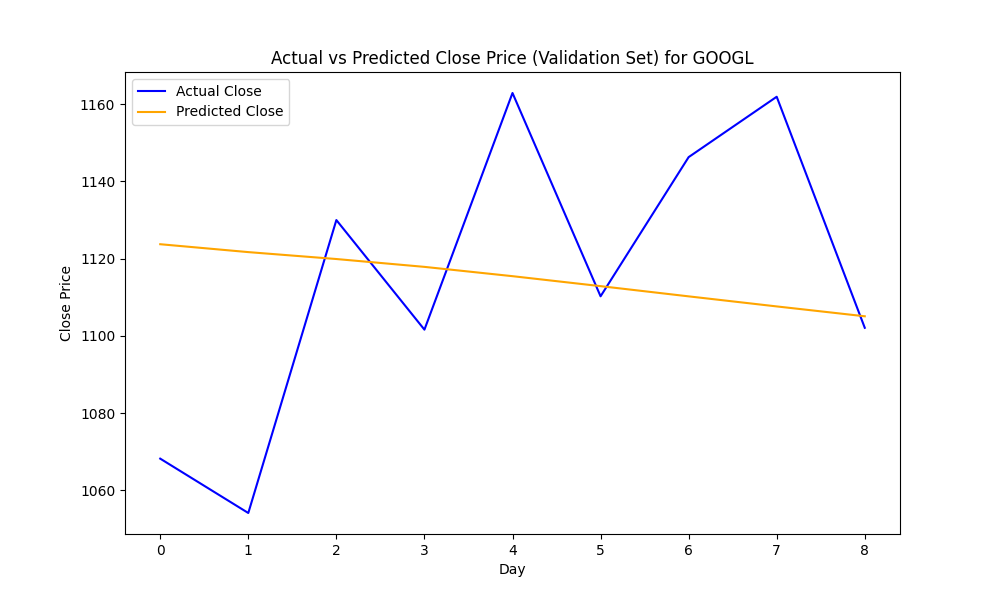 Actual vs Predicted Close Price (Validation Set) for GOOGL
Actual Close
Predicted Close
1160
1140
1120
1100
1080
1060
Close Price
0 1 2 3 4 5 6 7 8
Day